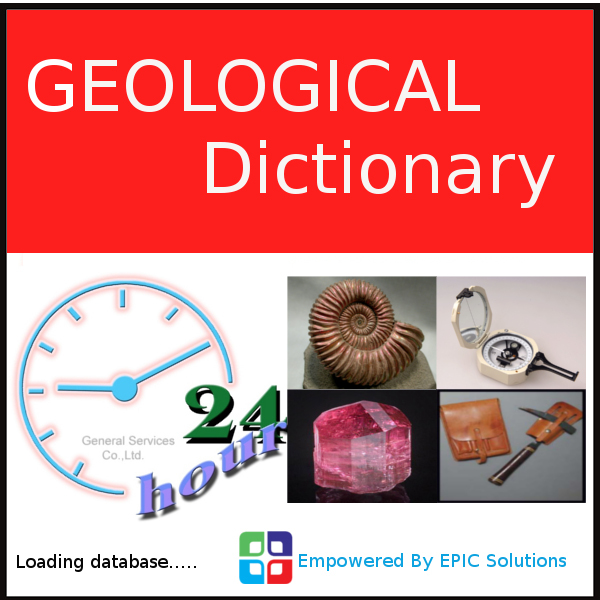 GEOLOGICAL
Dictionary
24
hour
General Services
Co.,Ltd.
Loading database.....
Empowered By EPIC Solutions